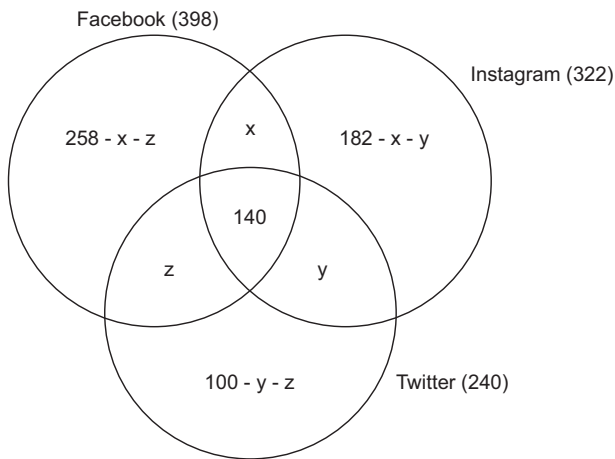 Facebook (398)
Instagram (322)
258 - x - z
x
182 - x - y
140
z
y
100 - y - z
Twitter (240)